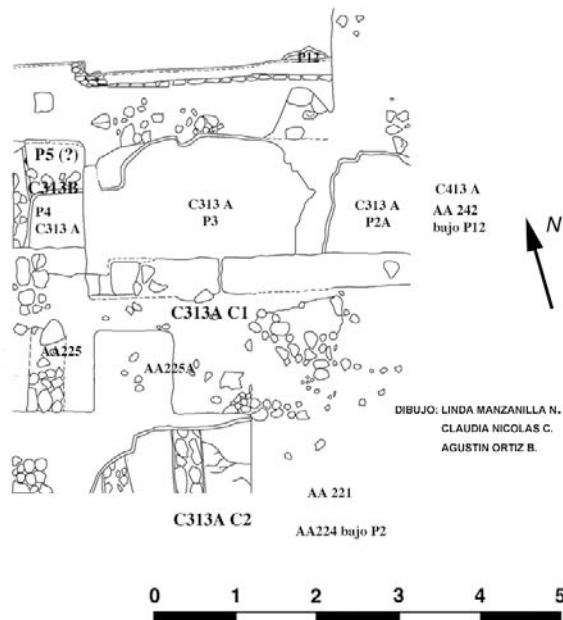 P12
P5 (?)
C313B
P4
C313 A
C313 A
P3
C313 A
P2A
C413 A
AA 242
bajo P12
N
C313A C1
AA225
AA225A
DIBUJO: LINDA MANZANILLA N.
CLAUDIA NICOLAS C.
AGUSTIN ORTIZ B.
AA 221
C313A C2
AA224 bajo P2
0 1 2 3 4 5